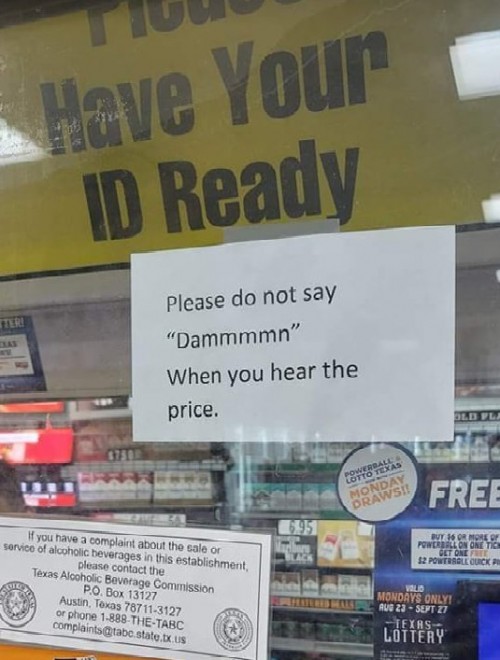 Please
Have Your
ID Ready
Please do not say
“Dammmmn”
When you hear the
price.
POWERBALL &
LOTTO TEXAS
MONDAY
DRAWS!!
FREE
BUY $6 OR MORE OF
POWERBALL ON ONE
GET ONE FREE
$2 POWERBALL QUICK
VALID
MONDAYS ONLY!
AUG 23 - SEPT 27
TEXAS
LOTTERY
6.95
If you have a complaint about the sale or
service of alcoholic beverages in this establishment,
please contact the
Texas Alcoholic Beverage Commission
P.O. Box 13127
Austin, Texas 78711-3127
or phone 1-888-THE-TABC
complaints@tabc.state.tx.us